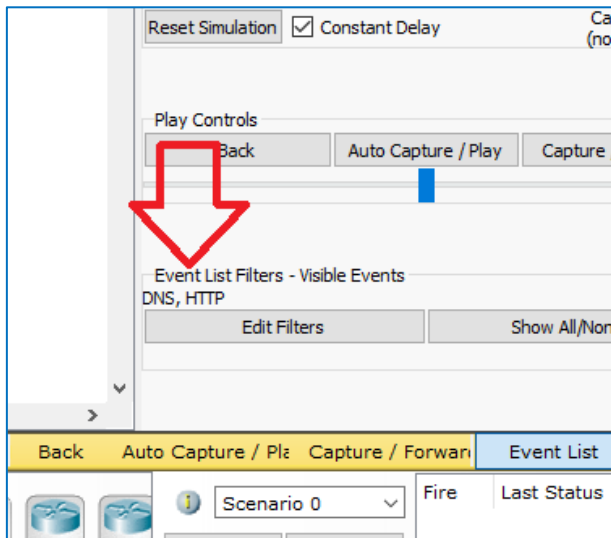 Reset Simulation Constant Delay Ca
(no
Play Controls
Back Auto Capture / Play Capture
Event List Filters - Visible Events
DNS, HTTP
Edit Filters Show All/Non
Back Auto Capture / Pla Capture / Forward Event List
Scenario 0 Fire Last Status